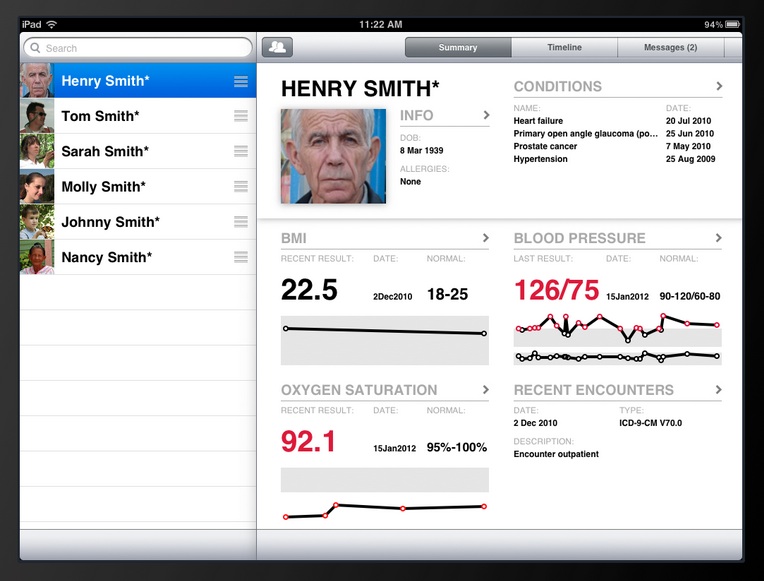 iPad
11:22 AM
94%
Search
Summary
Timeline
Messages (2)
Henry Smith*
Tom Smith*
Sarah Smith*
Molly Smith*
Johnny Smith*
Nancy Smith*
HENRY SMITH*
INFO
DOB:
8 Mar 1939
ALLERGIES:
None
CONDITIONS
NAME: DATE:
Heart failure 20 Jul 2010
Primary open angle glaucoma (po... 25 Jun 2010
Prostate cancer 7 May 2010
Hypertension 25 Aug 2009
BMI
RECENT RESULT: DATE: NORMAL:
22.5 2Dec2010 18-25
BLOOD PRESSURE
LAST RESULT: DATE: NORMAL:
126/75 15Jan2012 90-120/60-80
OXYGEN SATURATION
RECENT RESULT: DATE: NORMAL:
92.1 15Jan2012 95%-100%
RECENT ENCOUNTERS
DATE: TYPE:
2 Dec 2010 ICD-9-CM V70.0
DESCRIPTION:
Encounter outpatient